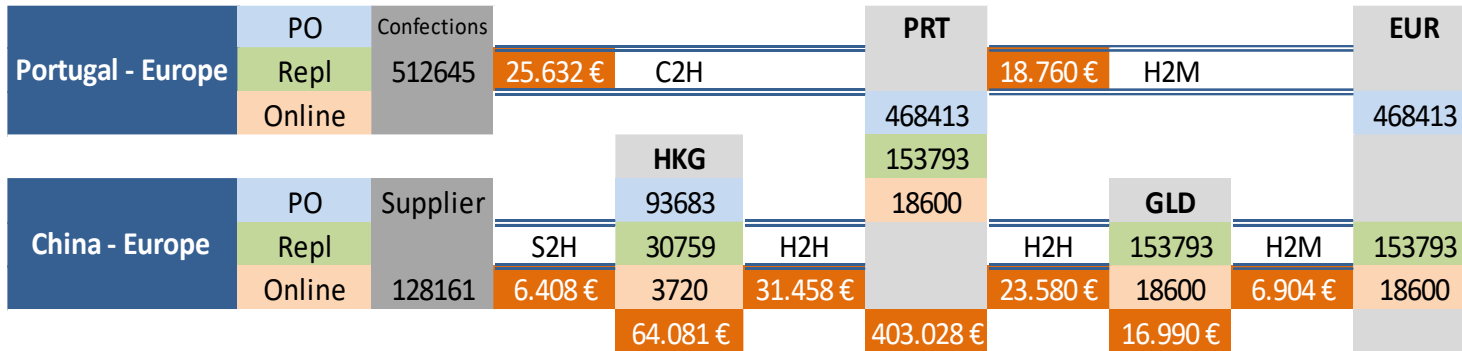 PO Confections PRT EUR
Portugal - Europe Repl 512645 25.632 € C2H 18.760 € H2M
Online 468413 468413
HKG 153793
PO Supplier 93683 18600 GLD
China - Europe Repl S2H 30759 H2H H2H 153793 H2M 153793
Online 128161 6.408 € 3720 31.458 € 23.580 € 18600 6.904 € 18600
64.081 € 403.028 € 16.990 €